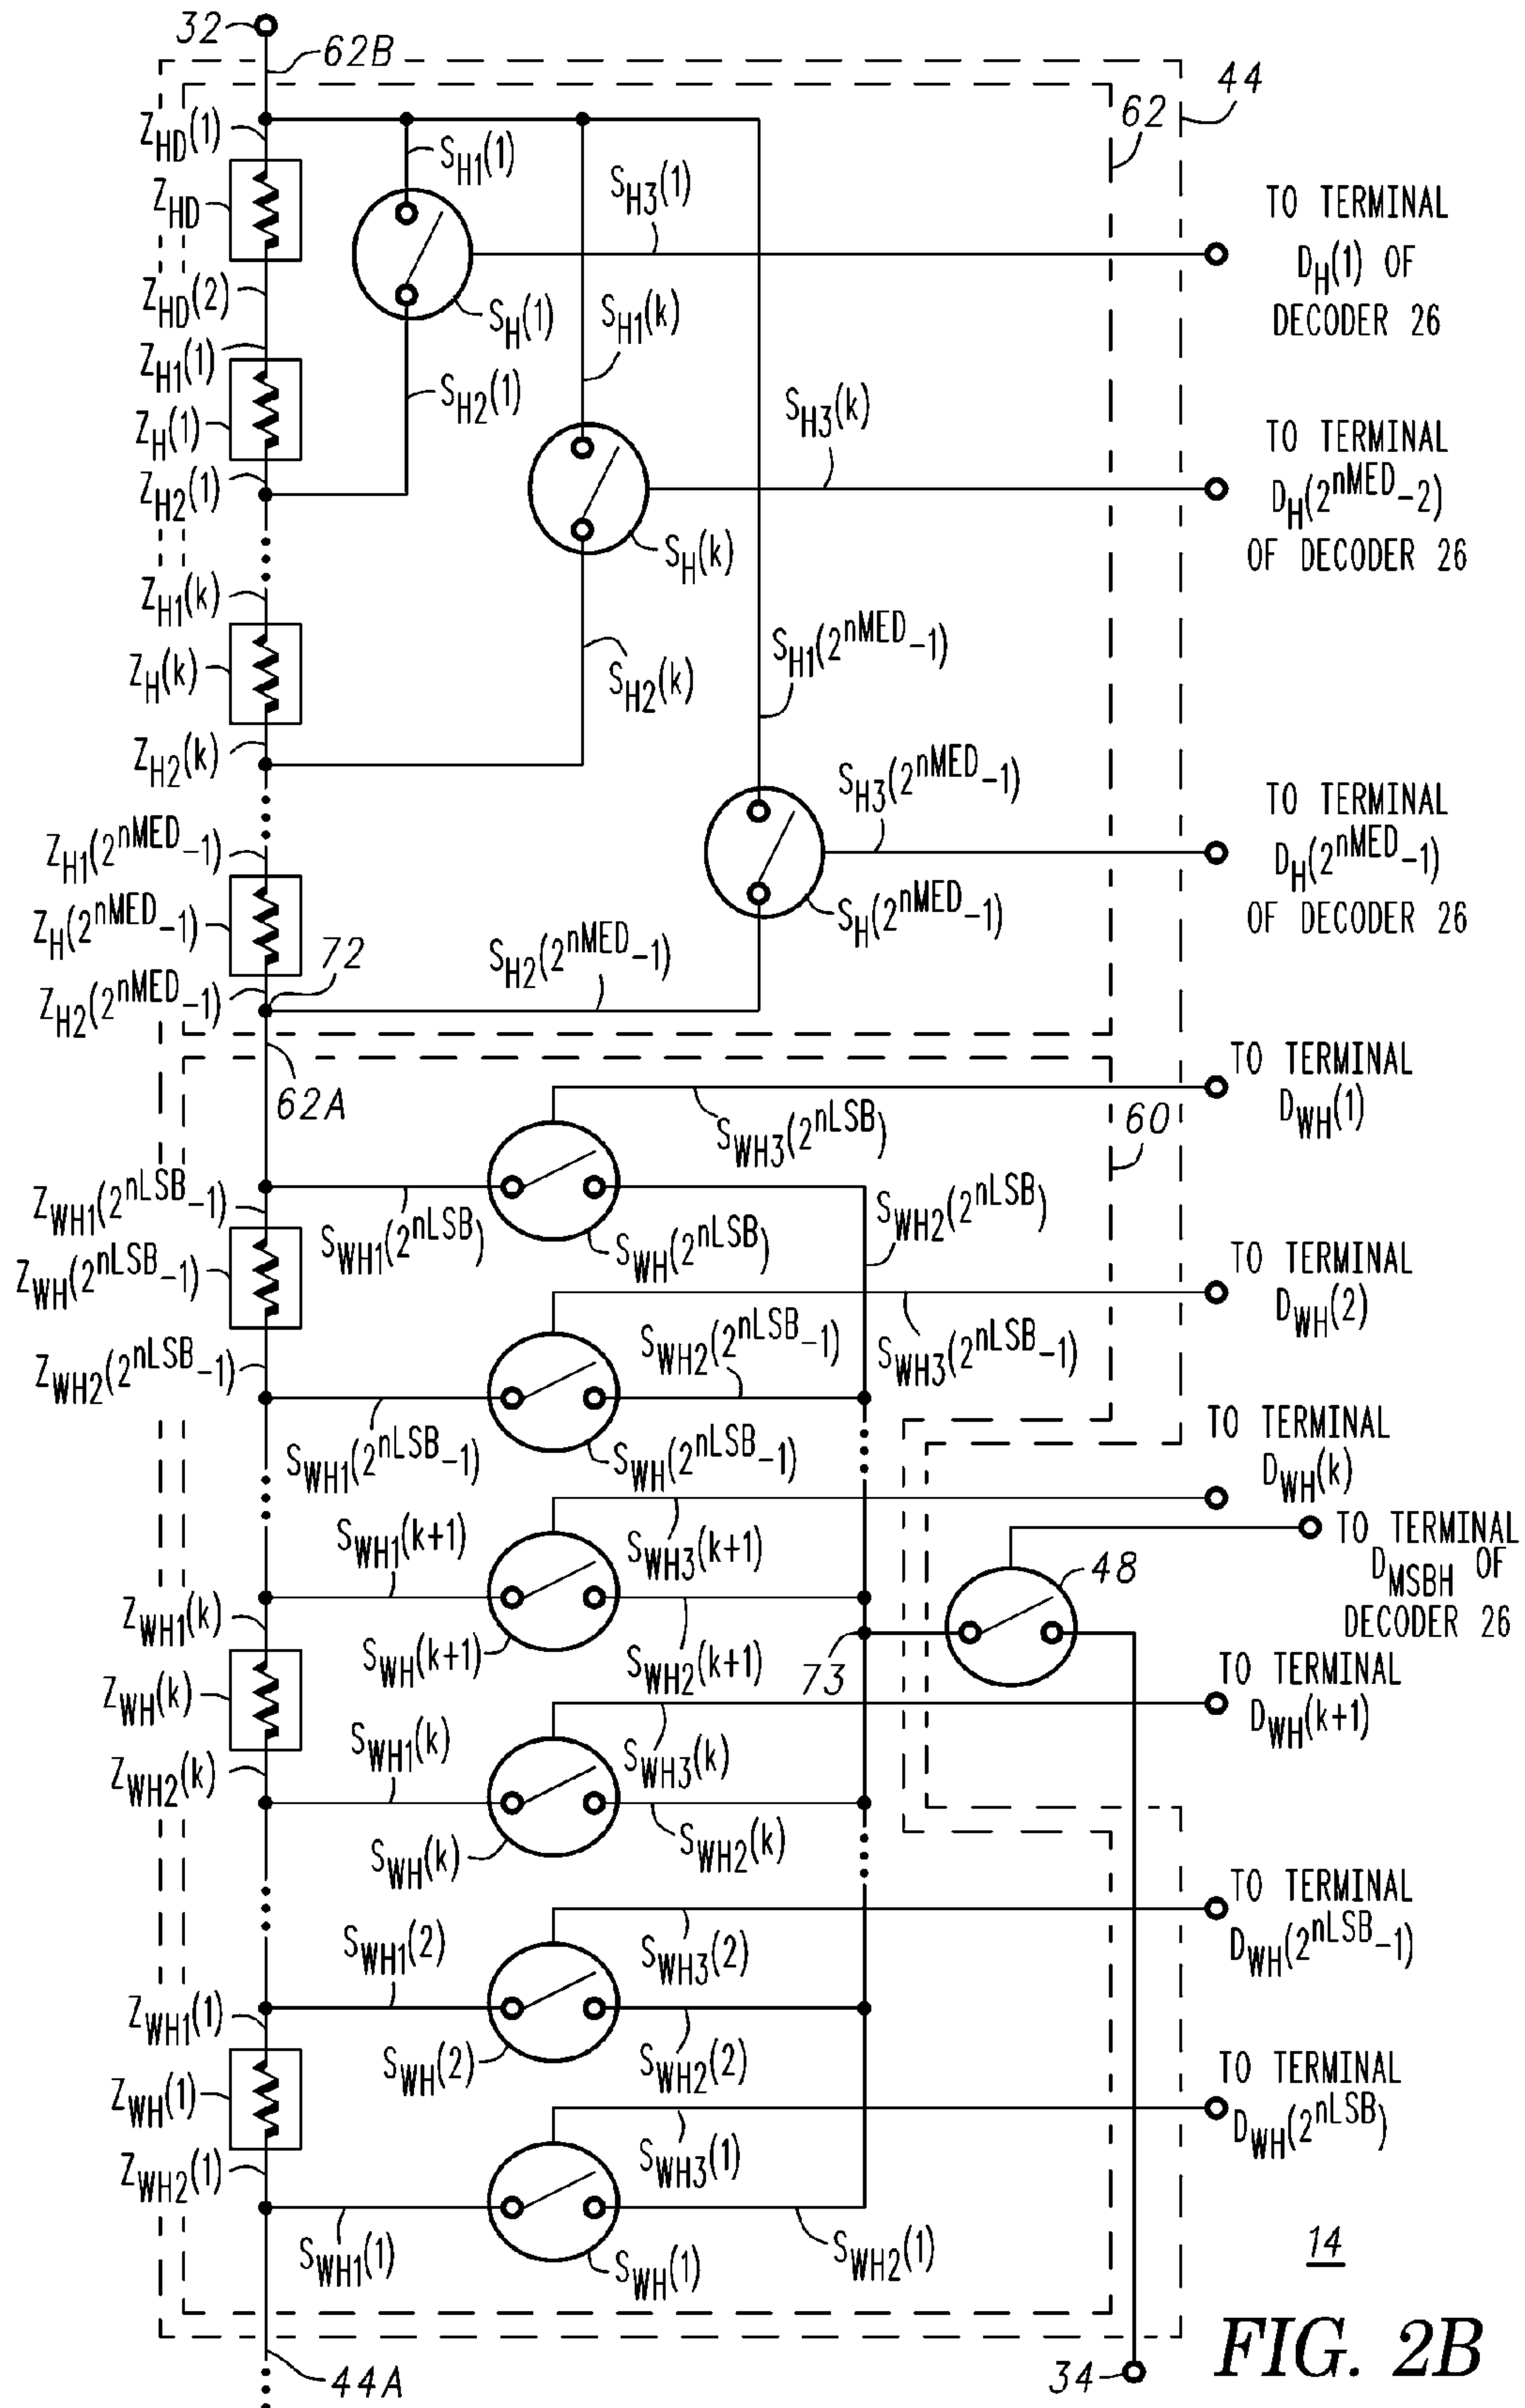 32
62B
44
62
Z_HD(1)
S_H1(1)
Z_HD
S_H3(1)
TO TERMINAL
D_H(1) OF
DECODER 26
Z_HD(2)
S_H(1)
S_H1(k)
Z_H1(1)
S_H2(1)
S_H3(k)
Z_H(1)
TO TERMINAL
D_H(2^nMED-2)
OF DECODER 26
Z_H2(1)
S_H(k)
Z_H1(k)
S_H1(2^nMED-1)
Z_H(k)
S_H2(k)
Z_H2(k)
S_H3(2^nMED-1)
TO TERMINAL
D_H(2^nMED-1)
OF DECODER 26
Z_H1(2^nMED-1)
Z_H(2^nMED-1)
S_H(2^nMED-1)
72
S_H2(2^nMED-1)
Z_H2(2^nMED-1)
62A
TO TERMINAL
D_WH(1)
S_WH3(2^nLSB)
60
Z_WH1(2^nLSB-1)
S_WH1(2^nLSB)
S_WH(2^nLSB)
S_WH2(2^nLSB)
Z_WH(2^nLSB-1)
TO TERMINAL
D_WH(2)
Z_WH2(2^nLSB-1)
S_WH2(2^nLSB-1)
S_WH3(2^nLSB-1)
S_WH1(2^nLSB-1)
S_WH(2^nLSB-1)
TO TERMINAL
D_WH(k)
S_WH1(k+1)
S_WH3(k+1)
TO TERMINAL
D_MSBH OF
DECODER 26
48
Z_WH1(k)
S_WH(k+1)
S_WH2(k+1)
73
Z_WH(k)
TO TERMINAL
D_WH(k+1)
S_WH1(k)
S_WH3(k)
Z_WH2(k)
S_WH(k)
S_WH2(k)
TO TERMINAL
D_WH(2^nLSB-1)
S_WH1(2)
S_WH3(2)
Z_WH1(1)
S_WH(2)
S_WH2(2)
TO TERMINAL
D_WH(2^nLSB)
Z_WH(1)
S_WH3(1)
Z_WH2(1)
S_WH1(1)
S_WH(1)
S_WH2(1)
14
44A
34
FIG. 2B